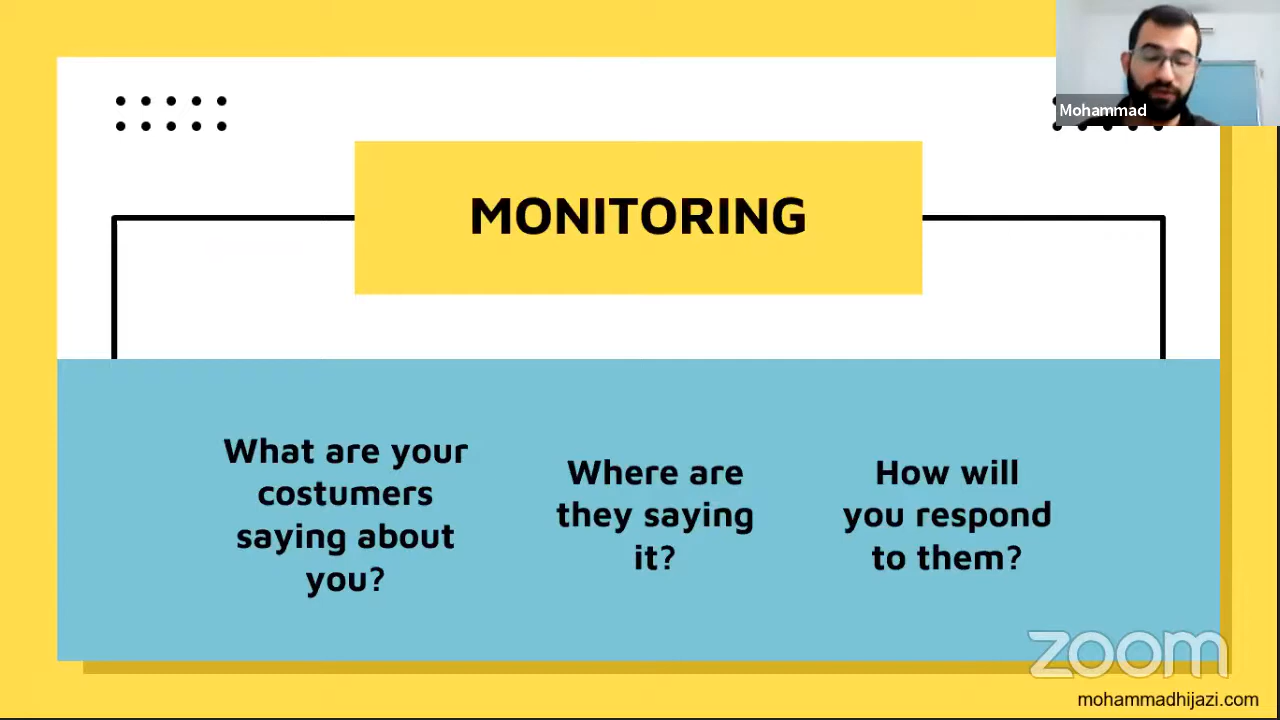 Mohammad
MONITORING
What are your
costumers
saying about
you?
Where are
they saying
it?
How will
you respond
to them?
zoom
mohammadhijazi.com